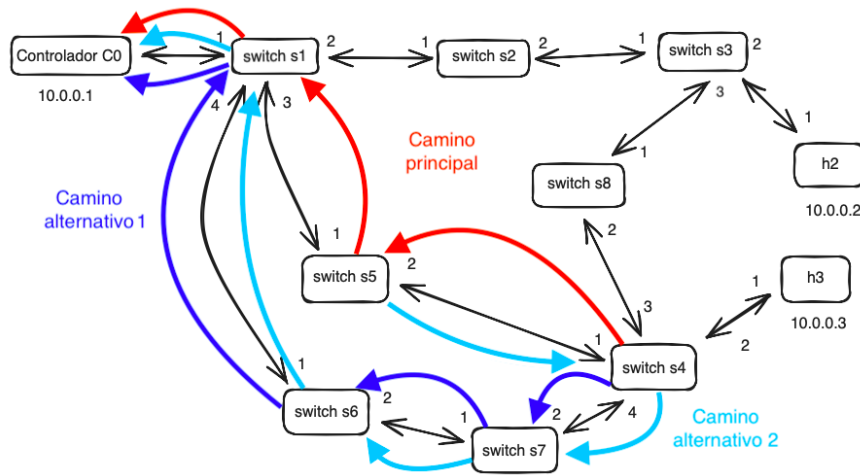 Controlador C0
10.0.0.1
1
switch s1
2
4
3
1
switch s2
2
1
switch s3
2
3
Camino
principal
1
switch s8
2
1
h2
10.0.0.2
Camino
alternativo 1
1
switch s5
2
1
h3
10.0.0.3
3
1
switch s4
2
4
1
switch s6
2
1
switch s7
2
Camino
alternativo 2